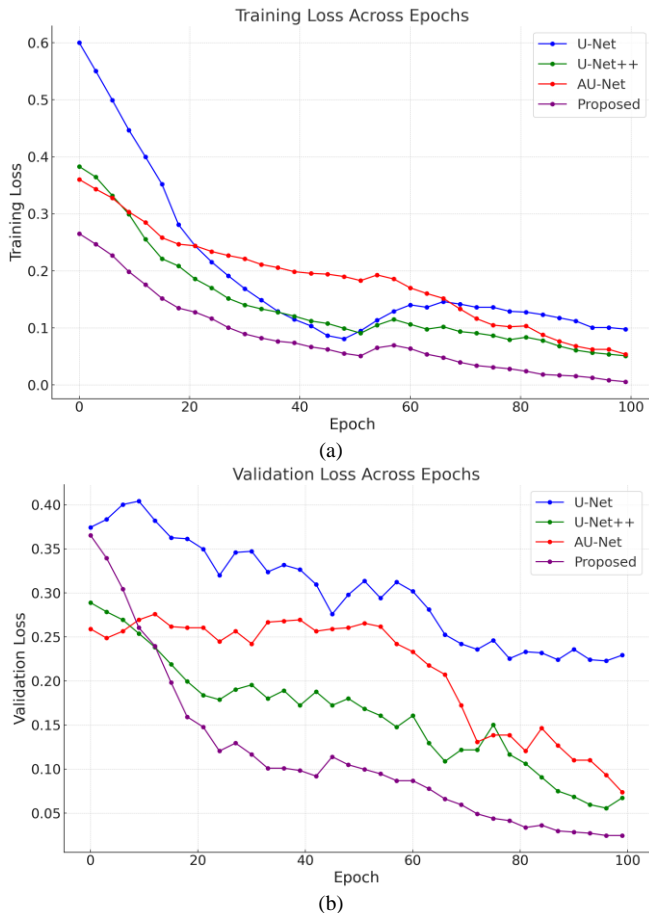 Training Loss Across Epochs
0.6
0.5
0.4
0.3
0.2
0.1
0.0
Training Loss
U-Net
U-Net++
AU-Net
Proposed
0
20
40
60
80
100
Epoch
(a)
Validation Loss Across Epochs
0.40
0.35
0.30
0.25
0.20
0.15
0.10
0.05
Validation Loss
U-Net
U-Net++
AU-Net
Proposed
0
20
40
60
80
100
Epoch
(b)